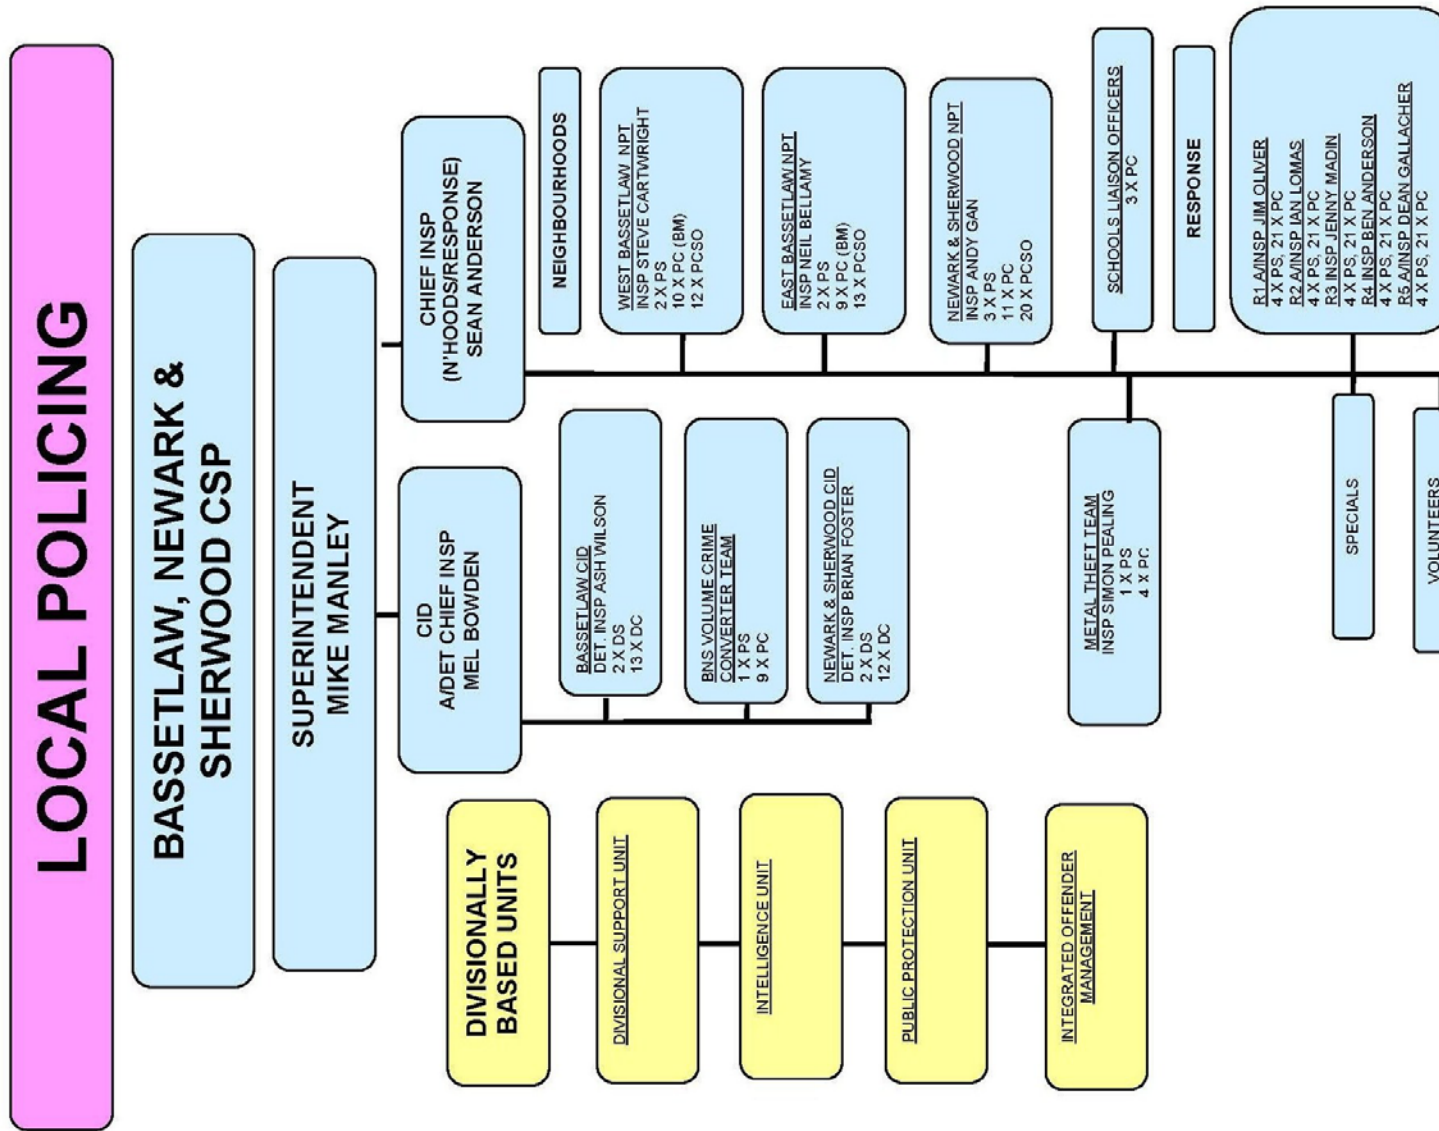 LOCAL POLICING
BASSETLAW, NEWARK &
SHERWOOD CSP
SUPERINTENDENT
MIKE MANLEY
CID
A/DET CHIEF INSP
MEL BOWDEN
CHIEF INSP
(N'HOODS/RESPONSE)
SEAN ANDERSON
DIVISIONALLY
BASED UNITS
DIVISIONAL SUPPORT UNIT
INTELLIGENCE UNIT
PUBLIC PROTECTION UNIT
INTEGRATED OFFENDER
MANAGEMENT
BASSETLAW CID
DET. INSP ASH WILSON
2 X DS
13 X DC
BNS VOLUME CRIME
CONVERTER TEAM
1 X PS
9 X PC
NEWARK & SHERWOOD CID
DET. INSP BRIAN FOSTER
2 X DS
12 X DC
NEIGHBOURHOODS
WEST BASSETLAW NPT
INSP STEVE CARTWRIGHT
2 X PS
10 X PC (BM)
12 X PCSO
EAST BASSETLAW NPT
INSP NEIL BELLAMY
2 X PS
9 X PC (BM)
13 X PCSO
NEWARK & SHERWOOD NPT
INSP ANDY GAN
3 X PS
11 X PC
20 X PCSO
SCHOOLS LIAISON OFFICERS
3 X PC
METAL THEFT TEAM
INSP SIMON PEALING
1 X PS
4 X PC
RESPONSE
R1 A/INSP JIM OLIVER
4 X PS, 21 X PC
R2 A/INSP IAN LOMAS
4 X PS, 21 X PC
R3 INSP JENNY MADIN
4 X PS, 21 X PC
R4 INSP BEN ANDERSON
4 X PS, 21 X PC
R5 A/INSP DEAN GALLACHER
4 X PS, 21 X PC
SPECIALS
VOLUNTEERS